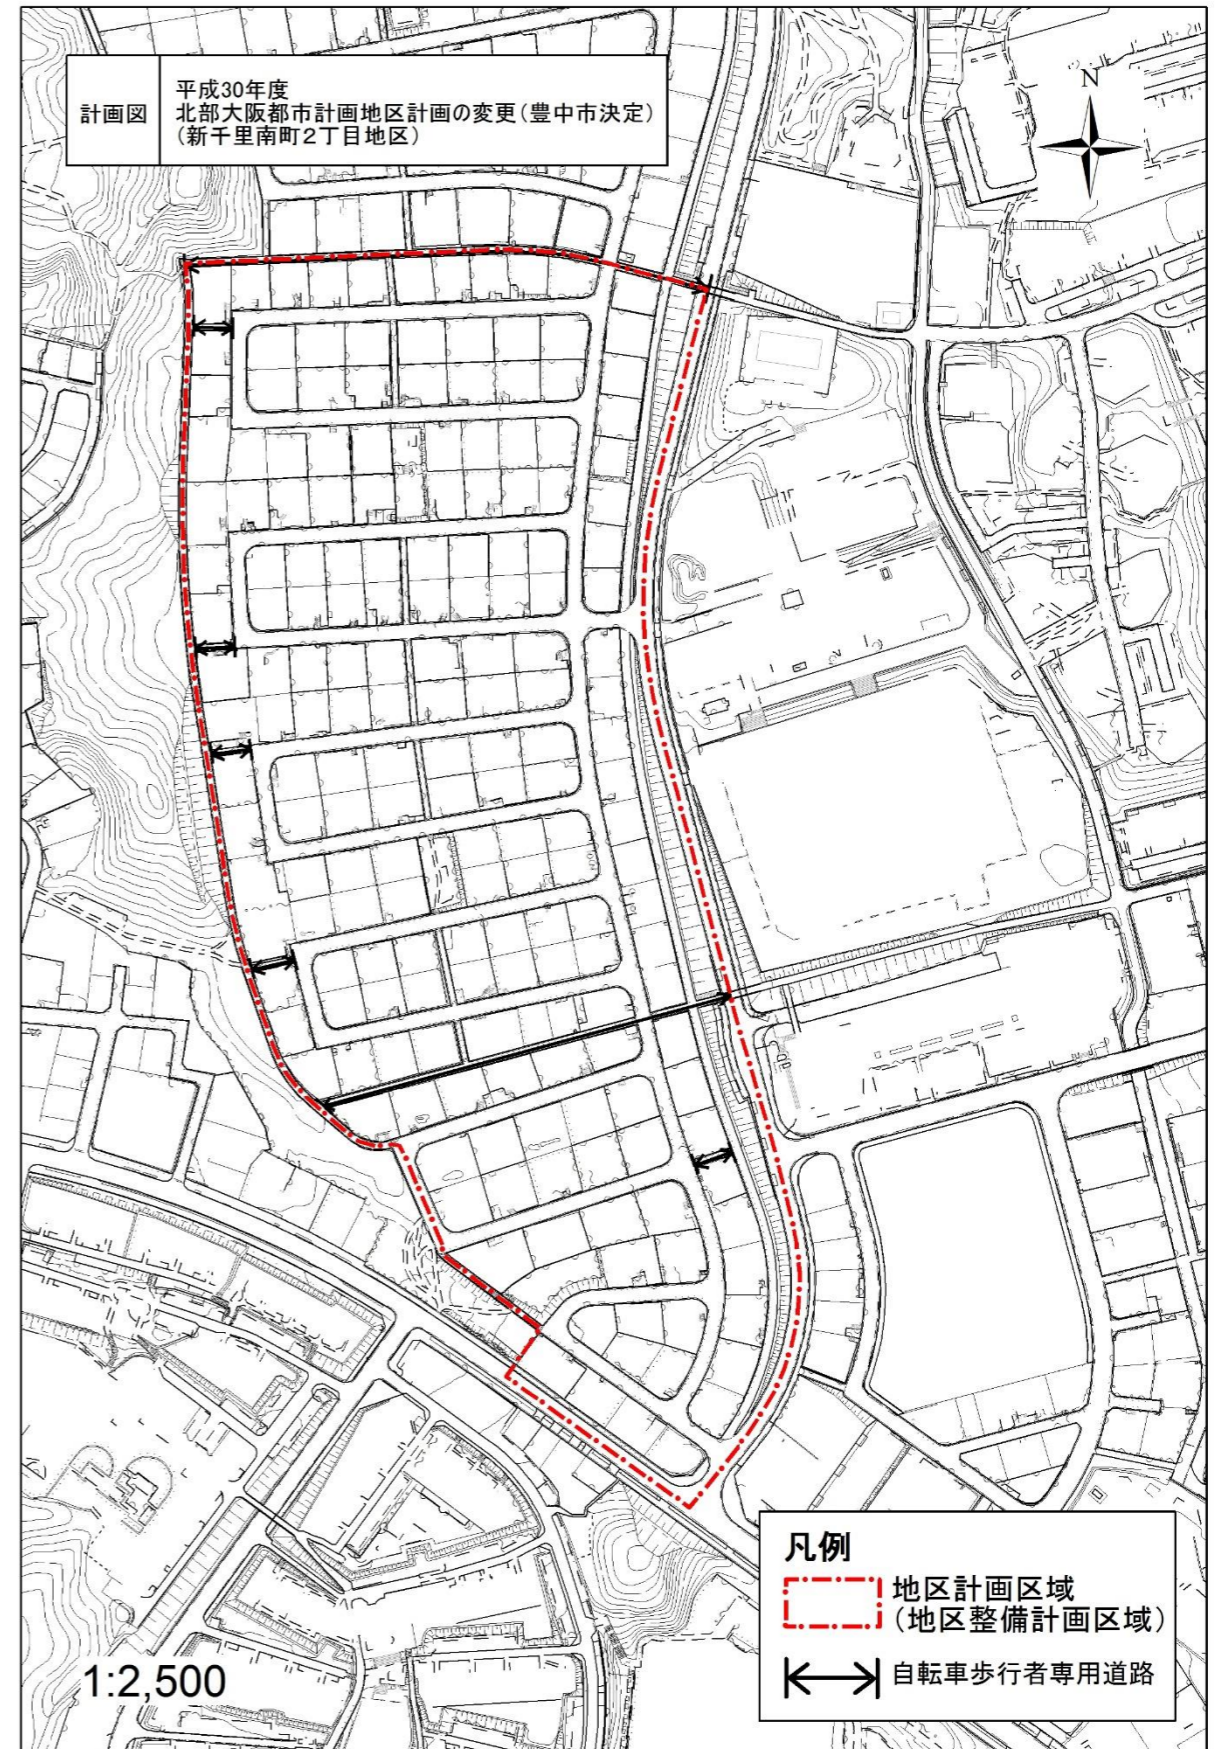 計画図
平成30年度
北部大阪都市計画地区計画の変更(豊中市決定)
(新千里南町2丁目地区)
N
凡例
地区計画区域
(地区整備計画区域)
自転車歩行者専用道路
1:2,500